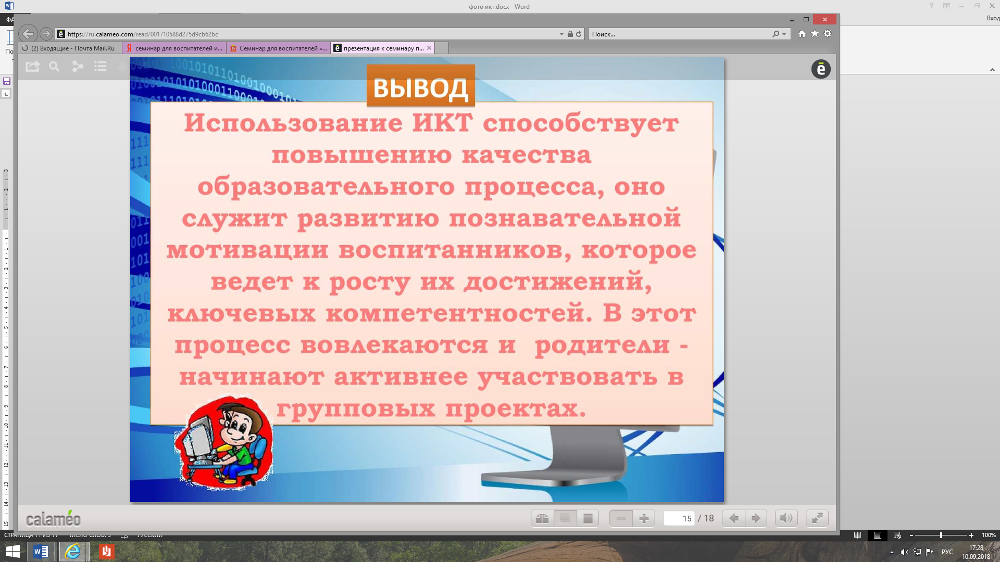 фото икт.docx - Word
Вход
https://ru.calameo.com/read/001710588d275d9cb62bc
Поиск...
(2) Входящие - Почта Mail.Ru
семинар для воспитателей и...
Семинар для воспитателей «...
презентация к семинару п...
ВЫВОД
Использование ИКТ способствует
повышению качества
образовательного процесса, оно
служит развитию познавательной
мотивации воспитанников, которое
ведет к росту их достижений,
ключевых компетентностей. В этот
процесс вовлекаются и родители -
начинают активнее участвовать в
групповых проектах.
calaméo
15 / 18
100%
РУС
17:28
10.09.2018